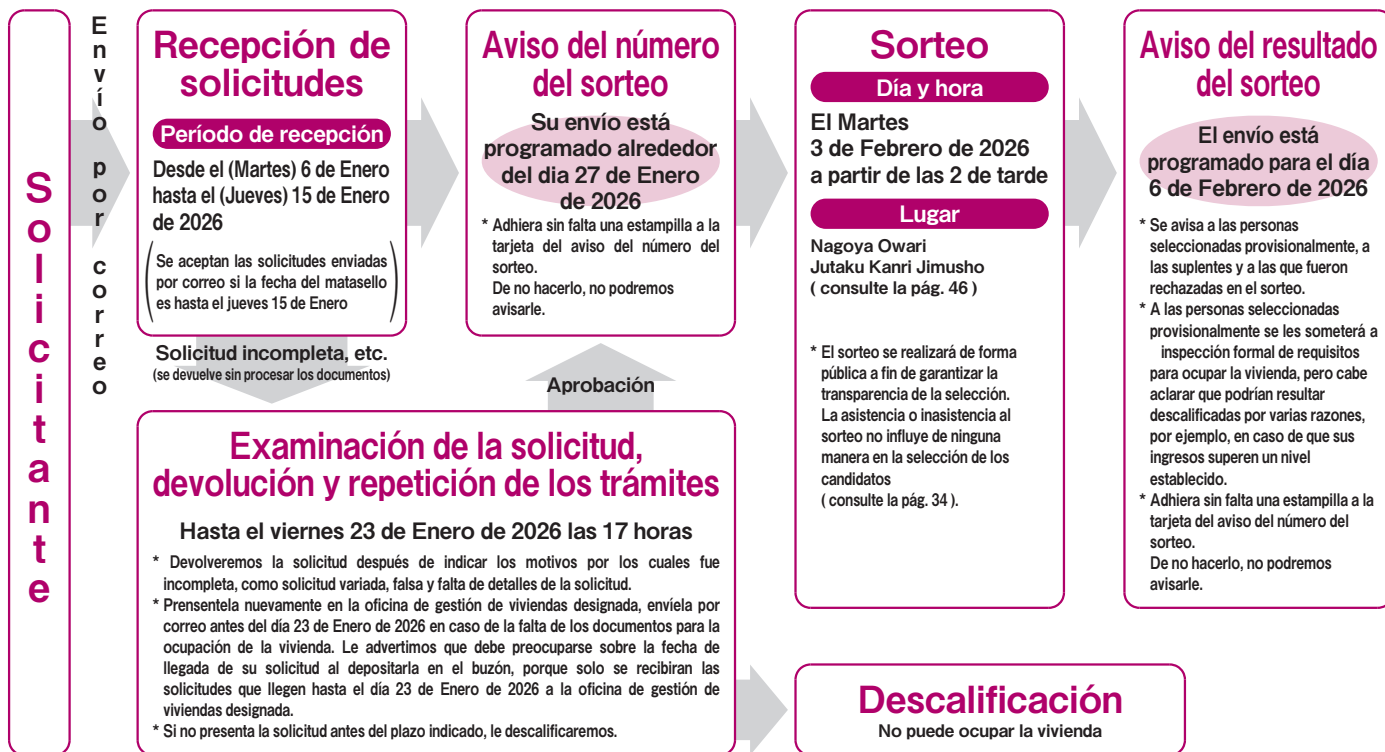 Solicitante
Envío por correo
Recepción de
solicitudes
Período de recepción
Desde el (Martes) 6 de Enero
hasta el (Jueves) 15 de Enero
de 2026
Se aceptan las solicitudes enviadas
por correo si la fecha del matasello
es hasta el jueves 15 de Enero
Solicitud incompleta, etc.
(se devuelve sin procesar los documentos)
Aviso del número
del sorteo
Su envío está
programado alrededor
del dia 27 de Enero
de 2026
* Adhiera sin falta una estampilla a la
tarjeta del aviso del número del
sorteo.
De no hacerlo, no podremos
avisarle.
Aprobación
Examinación de la solicitud,
devolución y repetición de los trámites
Hasta el viernes 23 de Enero de 2026 las 17 horas
* Devolveremos la solicitud después de indicar los motivos por los cuales fue
incompleta, como solicitud variada, falsa y falta de detalles de la solicitud.
* Prensentela nuevamente en la oficina de gestión de viviendas designada, envíela por
correo antes del día 23 de Enero de 2026 en caso de la falta de los documentos para la
ocupación de la vivienda. Le advertimos que debe preocuparse sobre la fecha de
llegada de su solicitud al depositarla en el buzón, porque solo se recibiran las
solicitudes que llegen hasta el día 23 de Enero de 2026 a la oficina de gestión de
viviendas designada.
* Si no presenta la solicitud antes del plazo indicado, le descalificaremos.
Sorteo
Día y hora
El Martes
3 de Febrero de 2026
a partir de las 2 de tarde
Lugar
Nagoya Owari
Jutaku Kanri Jimusho
( consulte la pág. 46 )
* El sorteo se realizará de forma
pública a fin de garantizar la
transparencia de la selección.
La asistencia o inasistencia al
sorteo no influye de ninguna
manera en la selección de los
candidatos
( consulte la pág. 34 ).
Aviso del resultado
del sorteo
El envío está
programado para el día
6 de Febrero de 2026
* Se avisa a las personas
seleccionadas provisionalmente, a
las suplentes y a las que fueron
rechazadas en el sorteo.
* A las personas seleccionadas
provisionalmente se les someterá a
inspección formal de requisitos
para ocupar la vivienda, pero cabe
aclarar que podrían resultar
descalificadas por varias razones,
por ejemplo, en caso de que sus
ingresos superen un nivel
establecido.
* Adhiera sin falta una estampilla a la
tarjeta del aviso del número del
sorteo.
De no hacerlo, no podremos
avisarle.
Descalificación
No puede ocupar la vivienda